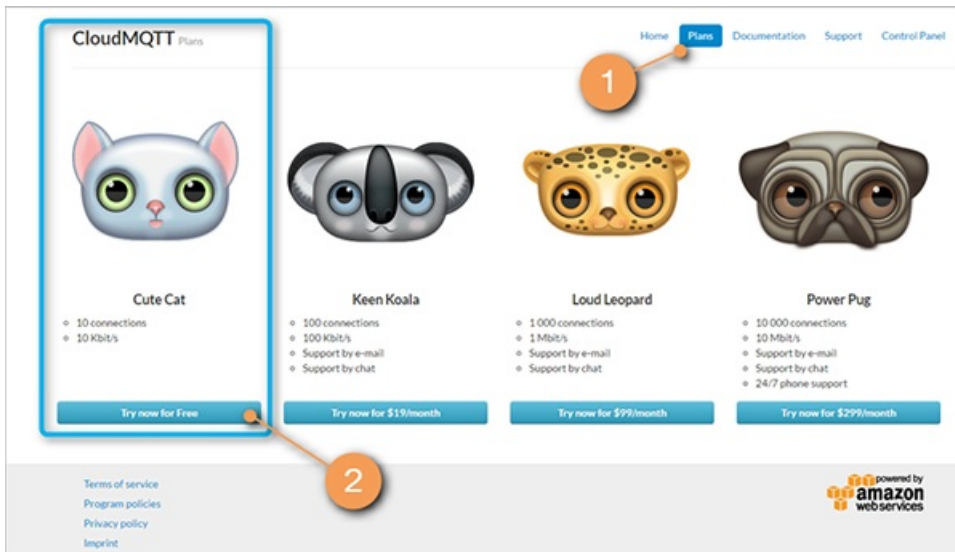 CloudMQTT Plans
Home Plans Documentation Support Control Panel
1
Cute Cat
10 connections
10 Kbit/s
Try now for Free
Keen Koala
100 connections
100 Kbit/s
Support by e-mail
Support by chat
Try now for $19/month
Loud Leopard
1 000 connections
1 Mbit/s
Support by e-mail
Support by chat
Try now for $99/month
Power Pug
10 000 connections
10 Mbit/s
Support by e-mail
Support by chat
24/7 phone support
Try now for $299/month
2
Terms of service
Program policies
Privacy policy
Imprint
powered by
amazon
webservices